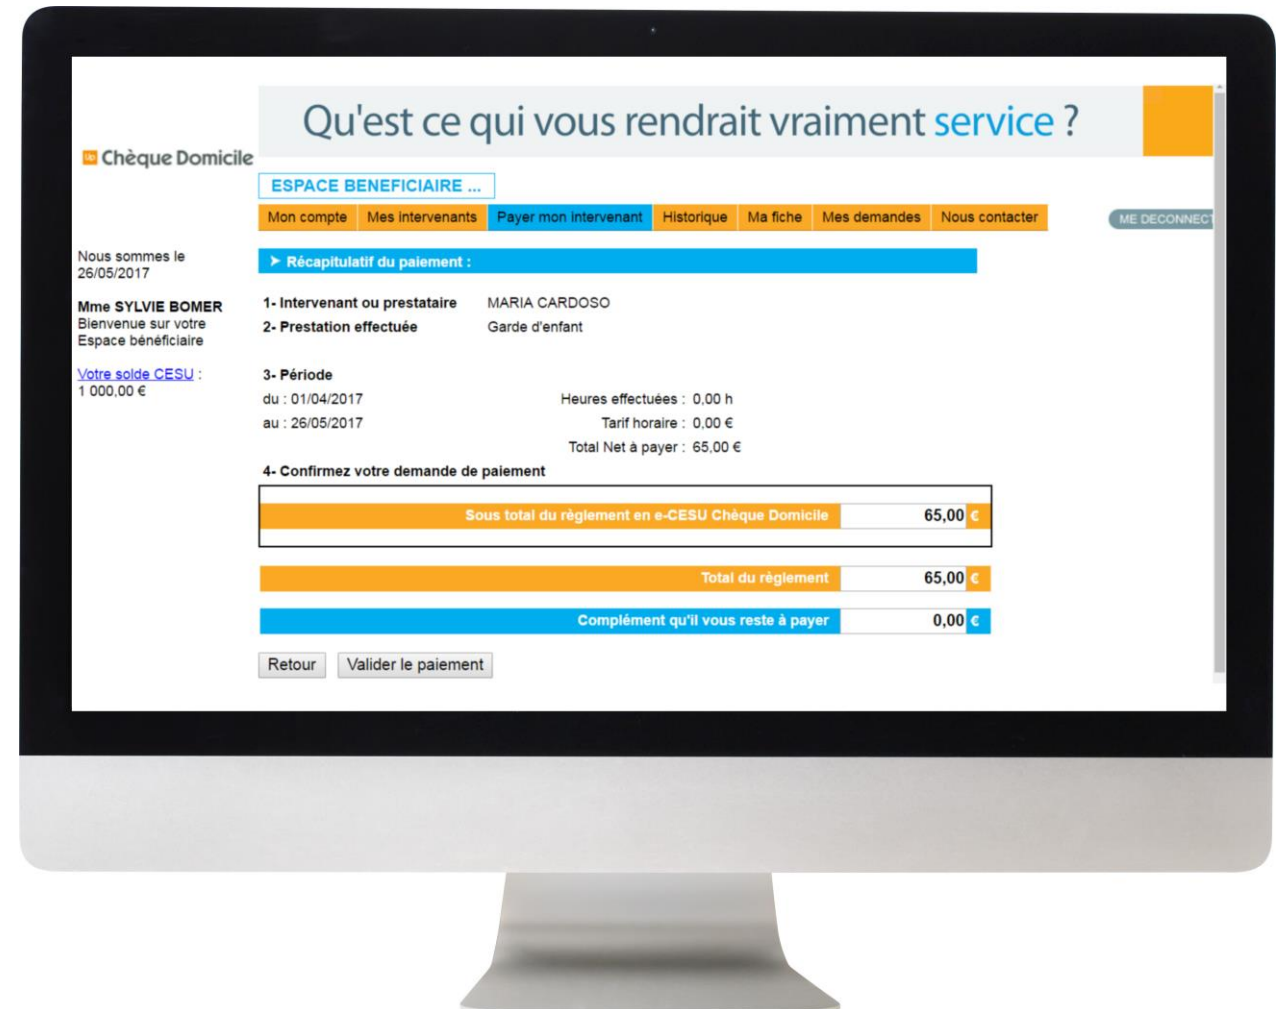 Qu'est ce qui vous rendrait vraiment service ?
Up Chèque Domicile
ESPACE BENEFICIAIRE ...
Mon compte Mes intervenants Payer mon intervenant Historique Ma fiche Mes demandes Nous contacter ME DECONNECT
Nous sommes le
26/05/2017
Mme SYLVIE BOMER
Bienvenue sur votre
Espace bénéficiaire
Votre solde CESU :
1 000,00 €
➤ Récapitulatif du paiement :
1- Intervenant ou prestataire MARIA CARDOSO
2- Prestation effectuée Garde d'enfant
3- Période
du : 01/04/2017 Heures effectuées : 0,00 h
au : 26/05/2017 Tarif horaire : 0,00 €
Total Net à payer : 65,00 €
4- Confirmez votre demande de paiement
Sous total du règlement en e-CESU Chèque Domicile 65,00 €
Total du règlement 65,00 €
Complément qu'il vous reste à payer 0,00 €
Retour Valider le paiement